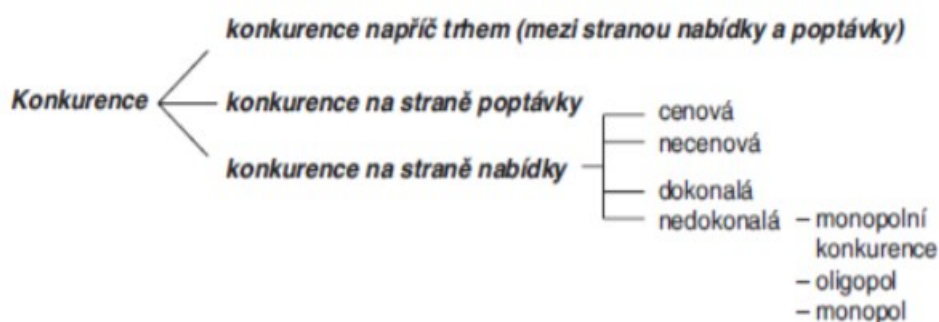 konkurence napříč trhem (mezi stranou nabídky a poptávky)
Konkurence
konkurence na straně poptávky
konkurence na straně nabídky
cenová
necenová
dokonalá
nedokonalá
– monopolní
konkurence
– oligopol
– monopol